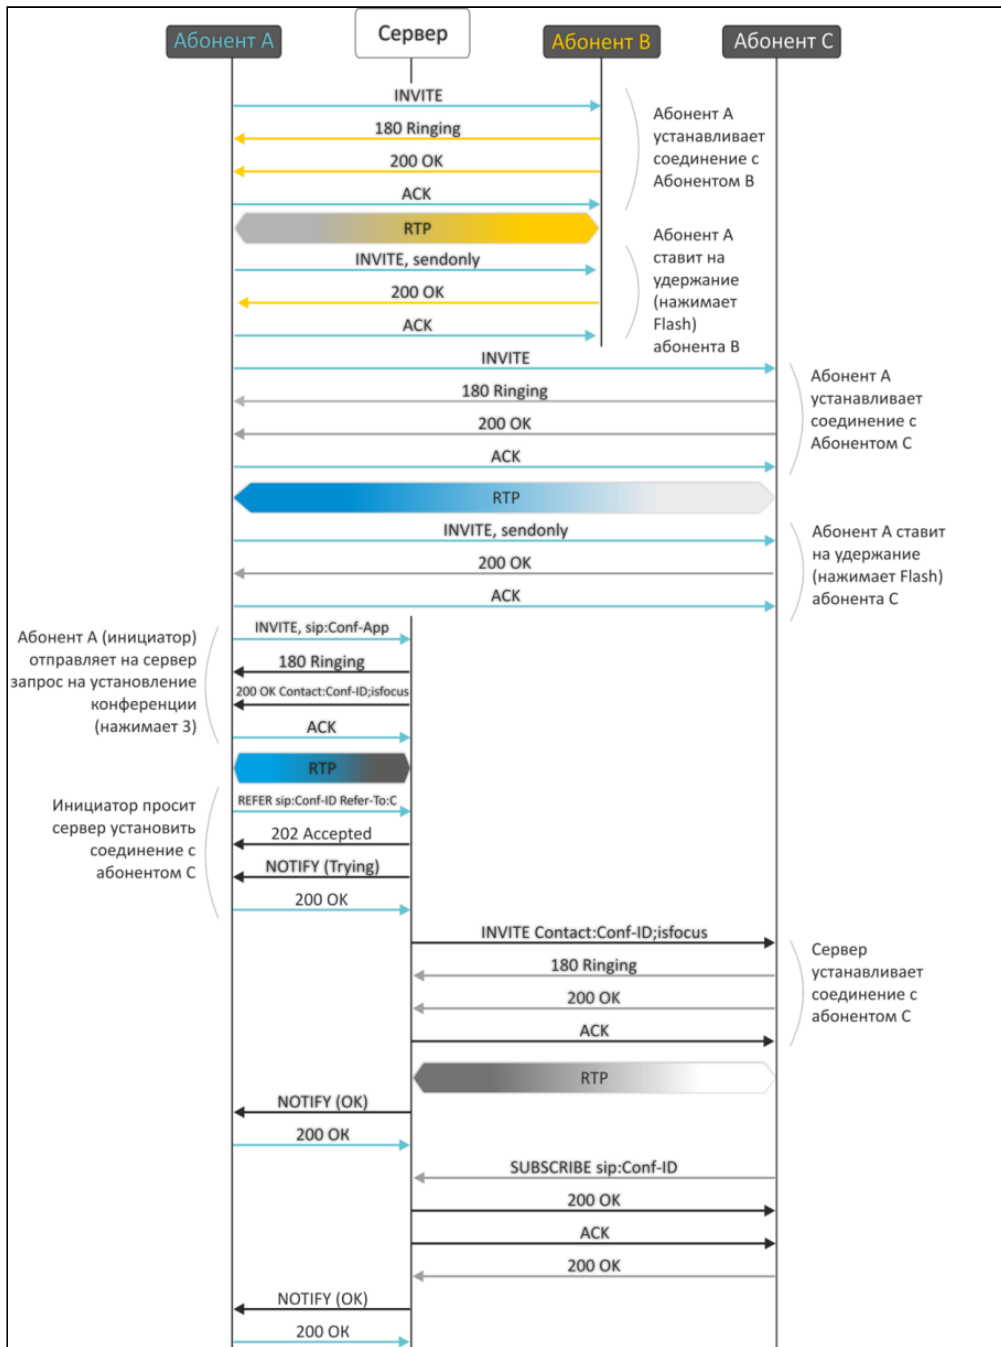 Абонент А
Сервер
Абонент В
Абонент С
INVITE
180 Ringing
200 OK
ACK
Абонент А
устанавливает
соединение с
Абонентом В
RTP
INVITE, sendonly
200 OK
ACK
Абонент А
ставит на
удержание
(нажимает
Flash)
абонента В
INVITE
180 Ringing
200 OK
ACK
Абонент А
устанавливает
соединение с
Абонентом С
RTP
INVITE, sendonly
200 OK
ACK
Абонент А ставит
на удержание
(нажимает Flash)
абонента С
Абонент А (инициатор)
отправляет на сервер
запрос на установление
конференции
(нажимает 3)
INVITE, sip:Conf-App
180 Ringing
200 OK Contact:Conf-ID;isfocus
ACK
RTP
Инициатор просит
сервер установить
соединение с
абонентом С
REFER sip:Conf-ID Refer-To:C
202 Accepted
NOTIFY (Trying)
200 OK
INVITE Contact:Conf-ID;isfocus
180 Ringing
200 OK
ACK
Сервер
устанавливает
соединение с
абонентом С
RTP
NOTIFY (OK)
200 OK
SUBSCRIBE sip:Conf-ID
200 OK
ACK
200 OK
NOTIFY (OK)
200 OK